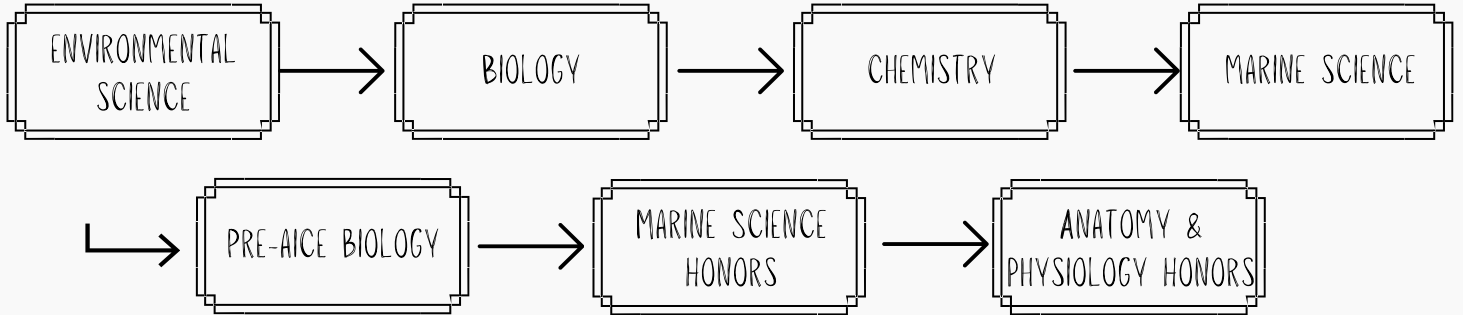 ENVIRONMENTAL
SCIENCE
BIOLOGY
CHEMISTRY
MARINE SCIENCE
PRE-AICE BIOLOGY
MARINE SCIENCE
HONORS
ANATOMY &
PHYSIOLOGY HONORS